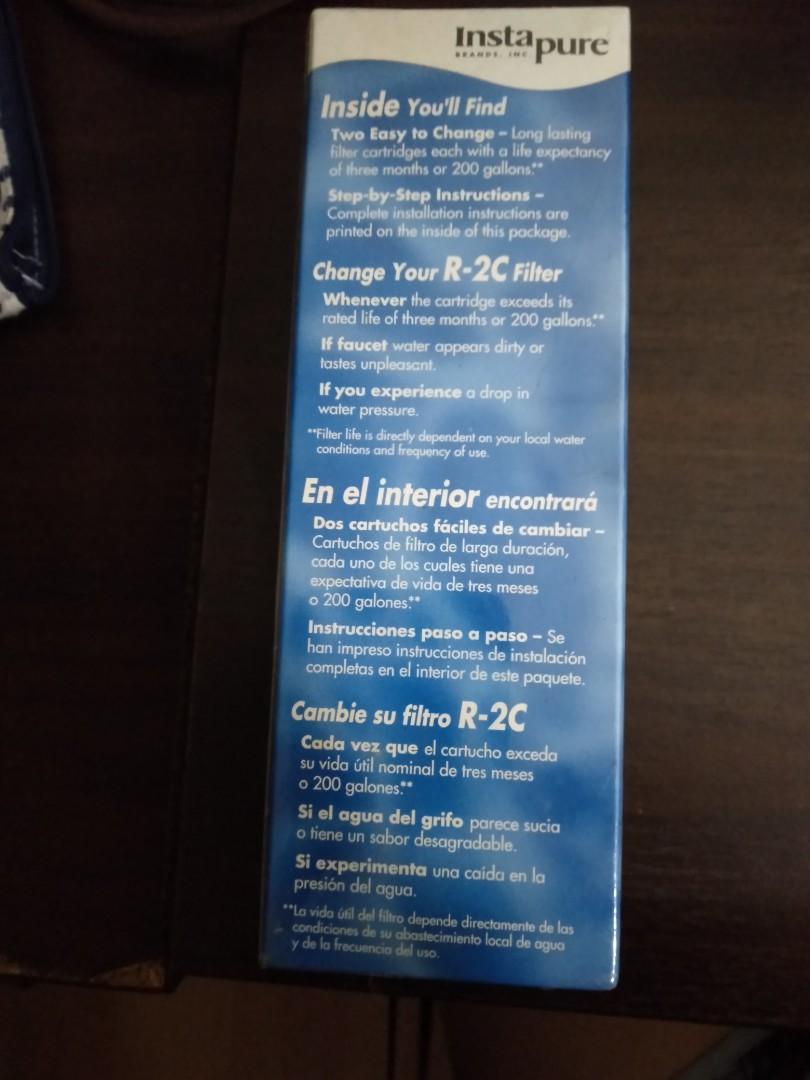 Instapure
BRANDS, INC.
Inside You'll Find
Two Easy to Change – Long lasting
filter cartridges each with a life expectancy
of three months or 200 gallons.**
Step-by-Step Instructions –
Complete installation instructions are
printed on the inside of this package.
Change Your R-2C Filter
Whenever the cartridge exceeds its
rated life of three months or 200 gallons.**
If faucet water appears dirty or
tastes unpleasant.
If you experience a drop in
water pressure.
**Filter life is directly dependent on your local water
conditions and frequency of use.
En el interior encontrará
Dos cartuchos fáciles de cambiar –
Cartuchos de filtro de larga duración,
cada uno de los cuales tiene una
expectativa de vida de tres meses
o 200 galones.**
Instrucciones paso a paso – Se
han impreso instrucciones de instalación
completas en el interior de este paquete.
Cambie su filtro R-2C
Cada vez que el cartucho exceda
su vida útil nominal de tres meses
o 200 galones.**
Si el agua del grifo parece sucia
o tiene un sabor desagradable.
Si experimenta una caída en la
presión del agua.
**La vida útil del filtro depende directamente de las
condiciones de su abastecimiento local de agua
y de la frecuencia del uso.